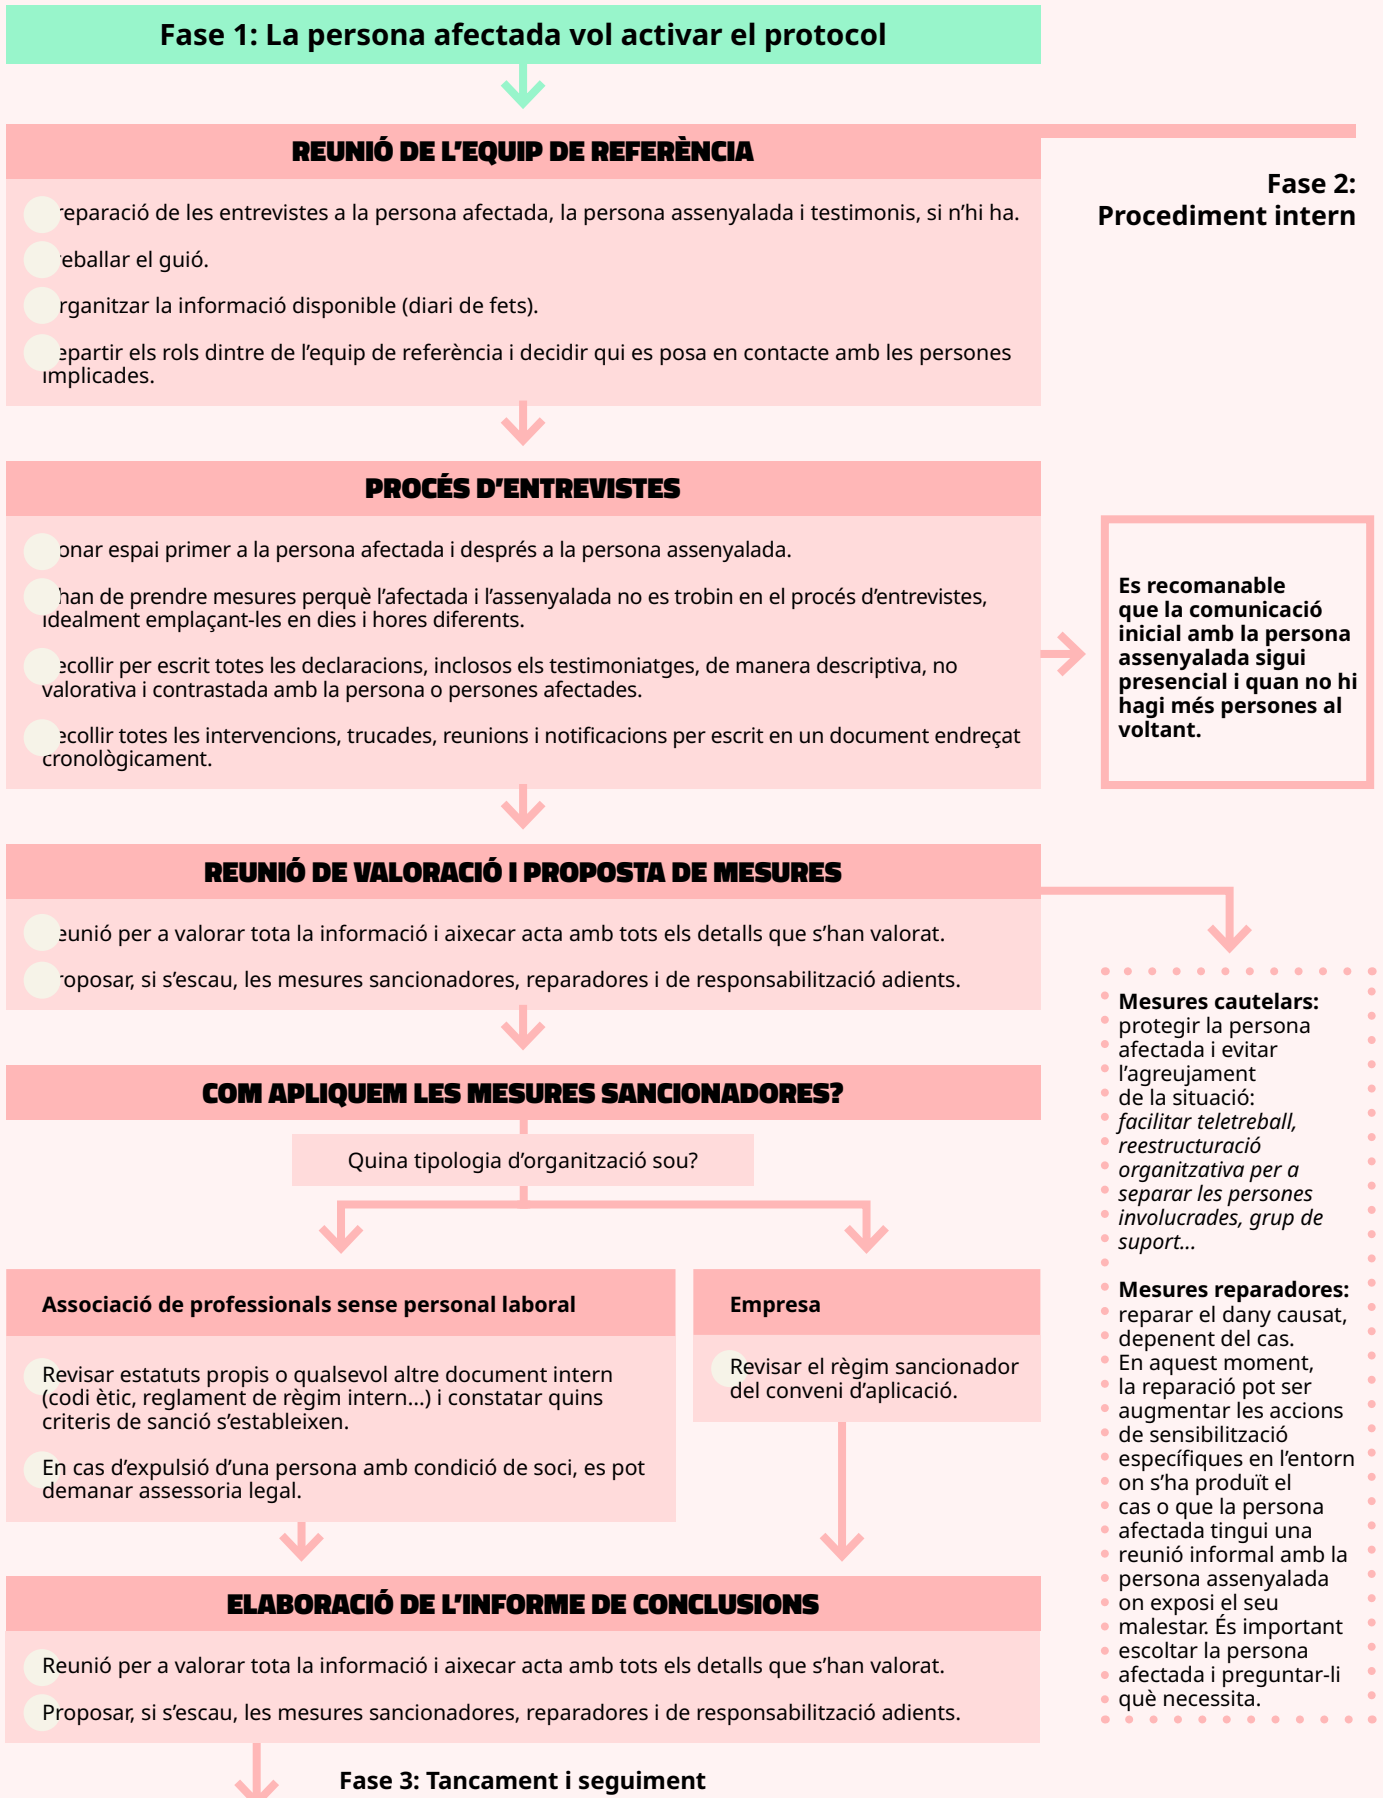 Fase 1: La persona afectada vol activar el protocol
REUNIÓ DE L’EQUIP DE REFERÈNCIA
Fase 2:
Procediment intern
reparació de les entrevistes a la persona afectada, la persona assenyalada i testimonis, si n’hi ha.
reballar el guió.
rganitzar la informació disponible (diari de fets).
epartir els rols dintre de l’equip de referència i decidir qui es posa en contacte amb les persones
implicades.
PROCÉS D’ENTREVISTES
onar espai primer a la persona afectada i després a la persona assenyalada.
han de prendre mesures perquè l’afectada i l’assenyalada no es trobin en el procés d’entrevistes,
idealment emplaçant-les en dies i hores diferents.
ecollir per escrit totes les declaracions, inclosos els testimoniatges, de manera descriptiva, no
valorativa i contrastada amb la persona o persones afectades.
ecollir totes les intervencions, trucades, reunions i notificacions per escrit en un document endreçat
cronològicament.
Es recomanable
que la comunicació
inicial amb la persona
assenyalada sigui
presencial i quan no hi
hagi més persones al
voltant.
REUNIÓ DE VALORACIÓ I PROPOSTA DE MESURES
eunió per a valorar tota la informació i aixecar acta amb tots els detalls que s’han valorat.
roposar, si s’escau, les mesures sancionadores, reparadores i de responsabilització adients.
Mesures cautelars:
protegir la persona
afectada i evitar
l’agreujament
de la situació:
facilitar teletreball,
reestructuració
organitzativa per a
separar les persones
involucrades, grup de
suport...
Mesures reparadores:
reparar el dany causat,
depenent del cas.
En aquest moment,
la reparació pot ser
augmentar les accions
de sensibilització
específiques en l’entorn
on s’ha produït el
cas o que la persona
afectada tingui una
reunió informal amb la
persona assenyalada
on exposi el seu
malestar. És important
escoltar la persona
afectada i preguntar-li
què necessita.
COM APLIQUEM LES MESURES SANCIONADORES?
Quina tipologia d’organització sou?
Associació de professionals sense personal laboral
Revisar estatuts propis o qualsevol altre document intern
(codi ètic, reglament de règim intern...) i constatar quins
criteris de sanció s’estableixen.
En cas d’expulsió d’una persona amb condició de soci, es pot
demanar assessoria legal.
Empresa
Revisar el règim sancionador
del conveni d’aplicació.
ELABORACIÓ DE L’INFORME DE CONCLUSIONS
Reunió per a valorar tota la informació i aixecar acta amb tots els detalls que s’han valorat.
Proposar, si s’escau, les mesures sancionadores, reparadores i de responsabilització adients.
Fase 3: Tancament i seguiment